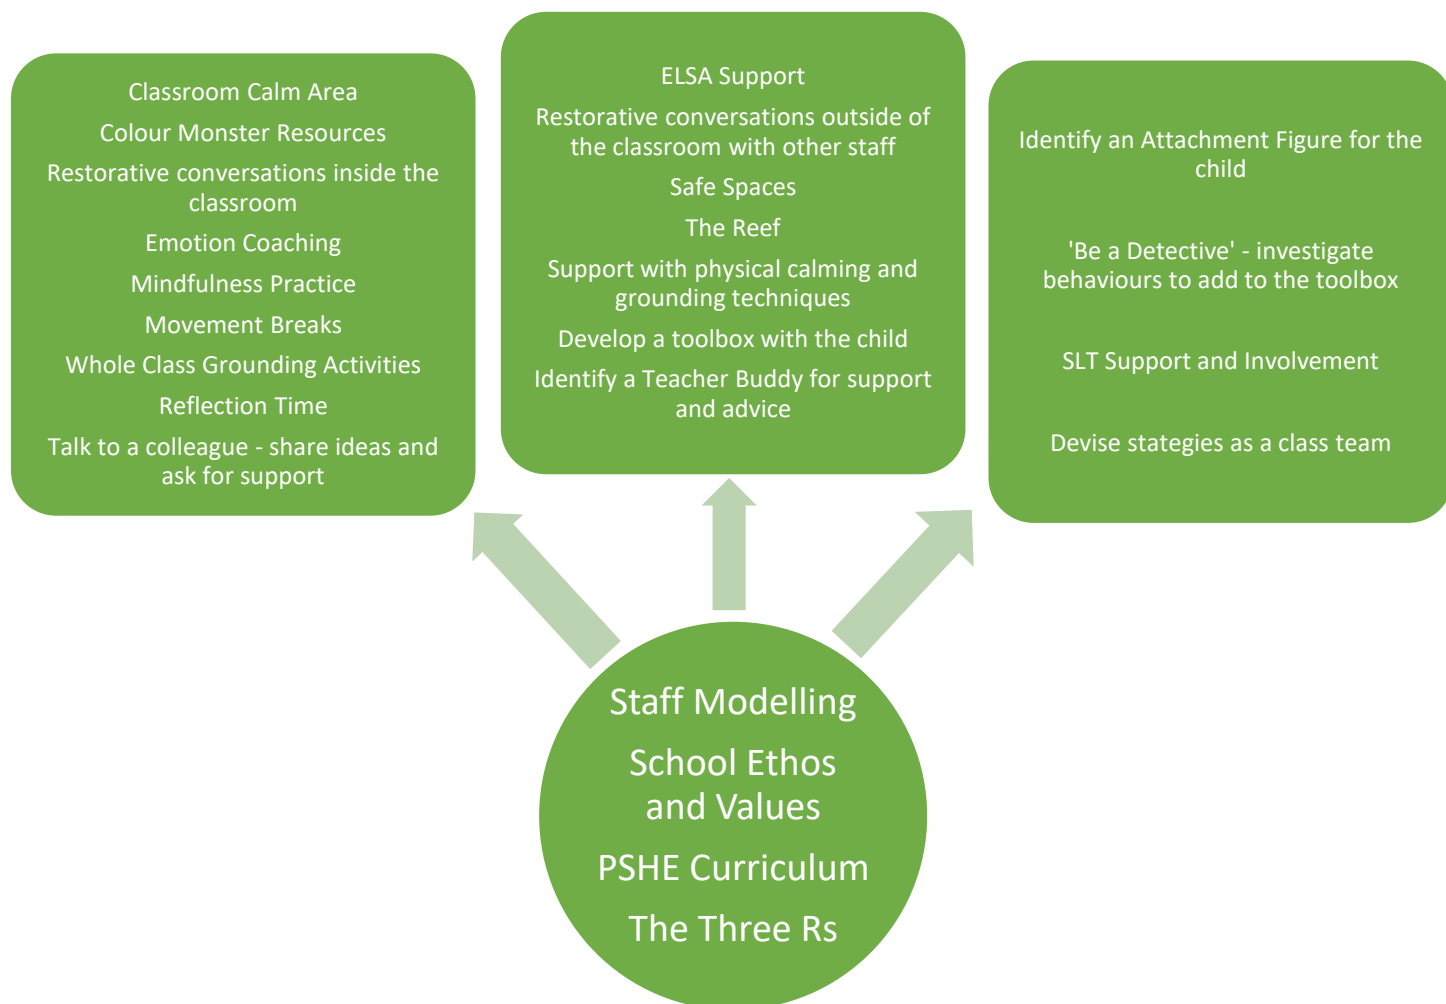 Classroom Calm Area
Colour Monster Resources
Restorative conversations inside the
classroom
Emotion Coaching
Mindfulness Practice
Movement Breaks
Whole Class Grounding Activities
Reflection Time
Talk to a colleague - share ideas and
ask for support
ELSA Support
Restorative conversations outside of
the classroom with other staff
Safe Spaces
The Reef
Support with physical calming and
grounding techniques
Develop a toolbox with the child
Identify a Teacher Buddy for support
and advice
Identify an Attachment Figure for the
child
'Be a Detective' - investigate
behaviours to add to the toolbox
SLT Support and Involvement
Devise stategies as a class team
Staff Modelling
School Ethos
and Values
PSHE Curriculum
The Three Rs